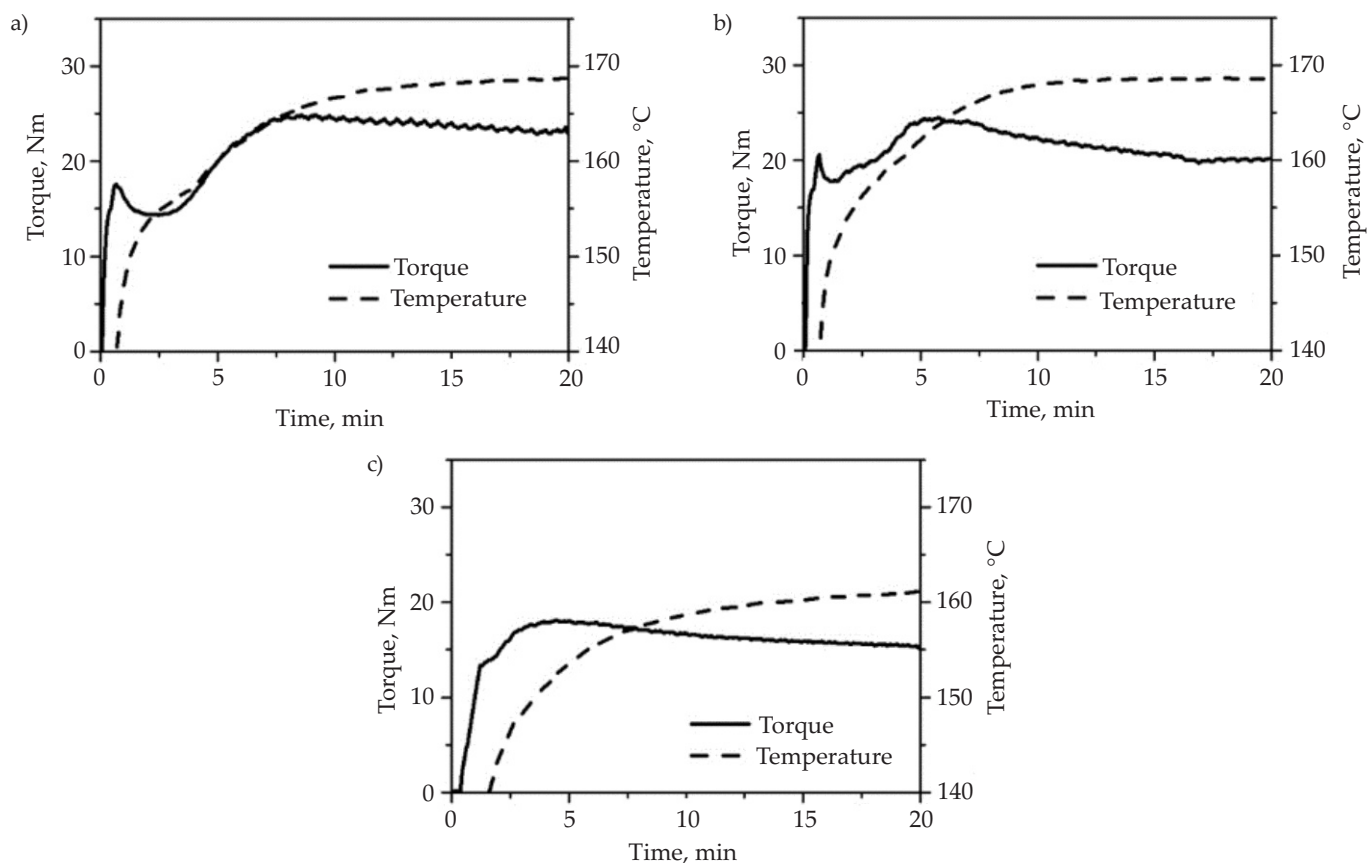 a)
30
20
10
0
Torque, Nm
170
160
150
140
Temperature, °C
Torque
Temperature
0 5 10 15 20
Time, min
b)
30
20
10
0
Torque, Nm
170
160
150
140
Temperature, °C
Torque
Temperature
0 5 10 15 20
Time, min
c)
30
20
10
0
Torque, Nm
170
160
150
140
Temperature, °C
Torque
Temperature
0 5 10 15 20
Time, min